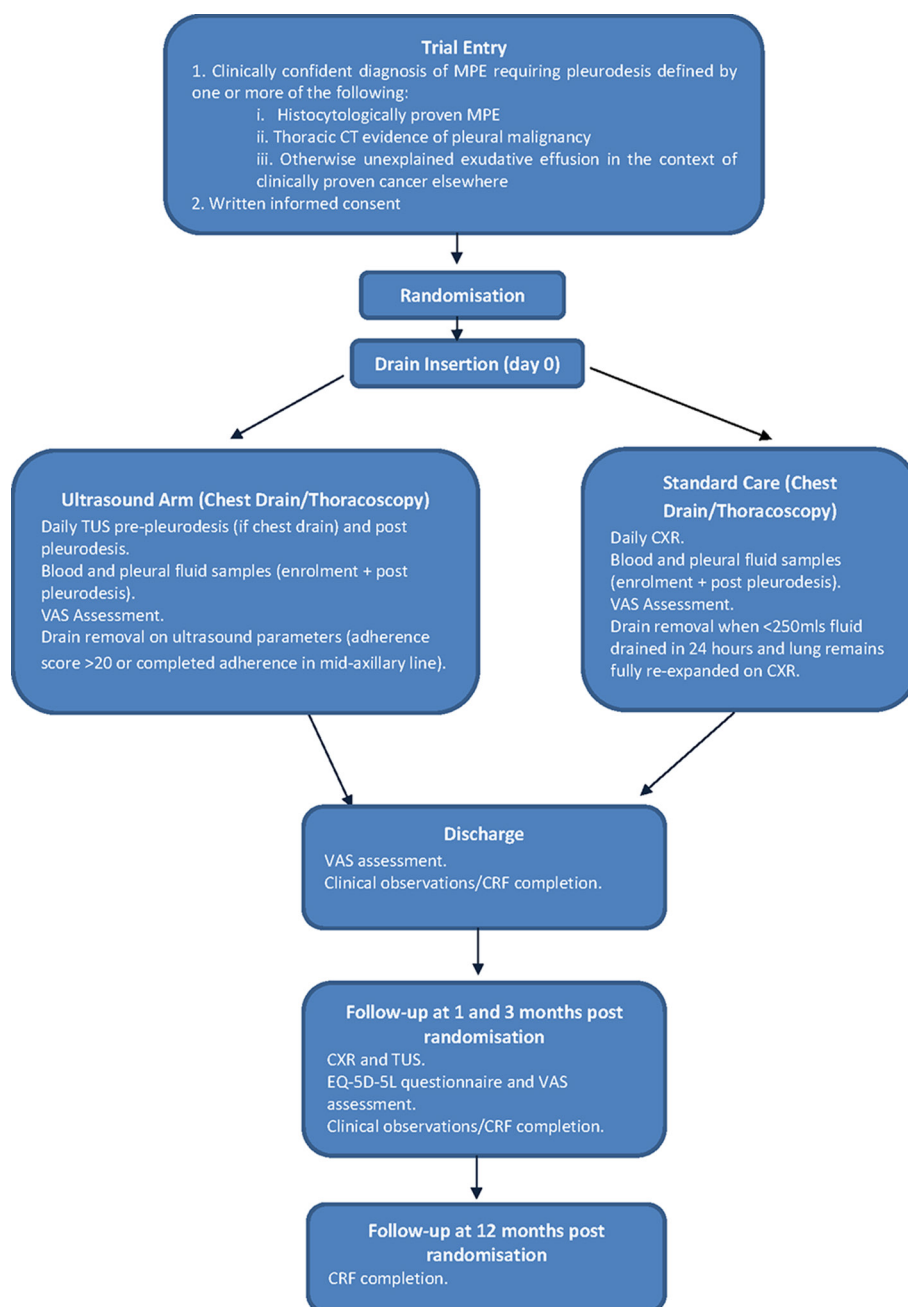 Trial Entry
1. Clinically confident diagnosis of MPE requiring pleurodesis defined by
one or more of the following:
i. Histocytologically proven MPE
ii. Thoracic CT evidence of pleural malignancy
iii. Otherwise unexplained exudative effusion in the context of
clinically proven cancer elsewhere
2. Written informed consent
Randomisation
Drain Insertion (day 0)
Ultrasound Arm (Chest Drain/Thoracoscopy)
Daily TUS pre-pleurodesis (if chest drain) and post
pleurodesis.
Blood and pleural fluid samples (enrolment + post
pleurodesis).
VAS Assessment.
Drain removal on ultrasound parameters (adherence
score >20 or completed adherence in mid-axillary line).
Standard Care (Chest
Drain/Thoracoscopy)
Daily CXR.
Blood and pleural fluid samples
(enrolment + post pleurodesis).
VAS Assessment.
Drain removal when <250mls fluid
drained in 24 hours and lung remains
fully re-expanded on CXR.
Discharge
VAS assessment.
Clinical observations/CRF completion.
Follow-up at 1 and 3 months post
randomisation
CXR and TUS.
EQ-5D-5L questionnaire and VAS
assessment.
Clinical observations/CRF completion.
Follow-up at 12 months post
randomisation
CRF completion.